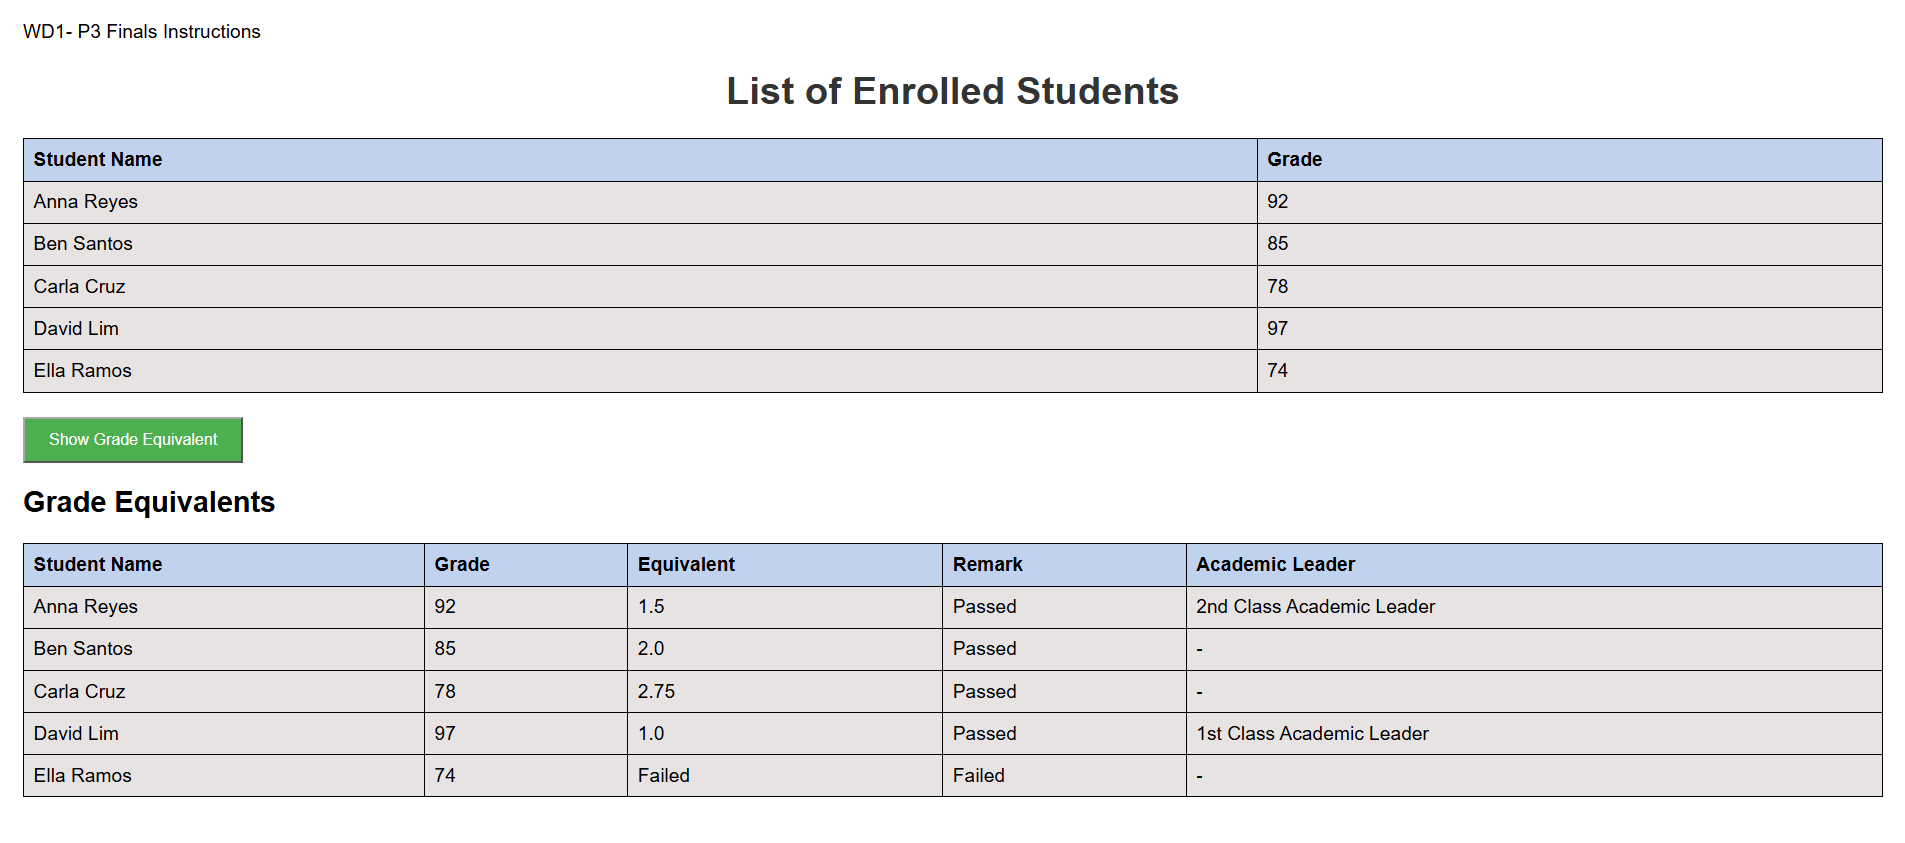 WD1- P3 Finals Instructions
List of Enrolled Students
Student Name Grade
Anna Reyes 92
Ben Santos 85
Carla Cruz 78
David Lim 97
Ella Ramos 74
Show Grade Equivalent
Grade Equivalents
Student Name Grade Equivalent Remark Academic Leader
Anna Reyes 92 1.5 Passed 2nd Class Academic Leader
Ben Santos 85 2.0 Passed -
Carla Cruz 78 2.75 Passed -
David Lim 97 1.0 Passed 1st Class Academic Leader
Ella Ramos 74 Failed Failed -